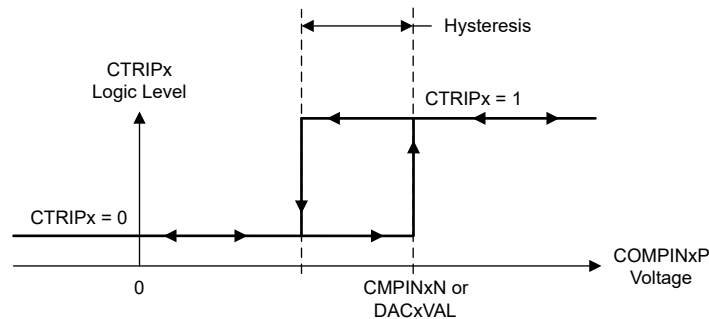 Hysteresis
CTRIPx
Logic Level
CTRIPx = 1
CTRIPx = 0
COMPINxP
Voltage
0
CMPINxN or
DACxVAL